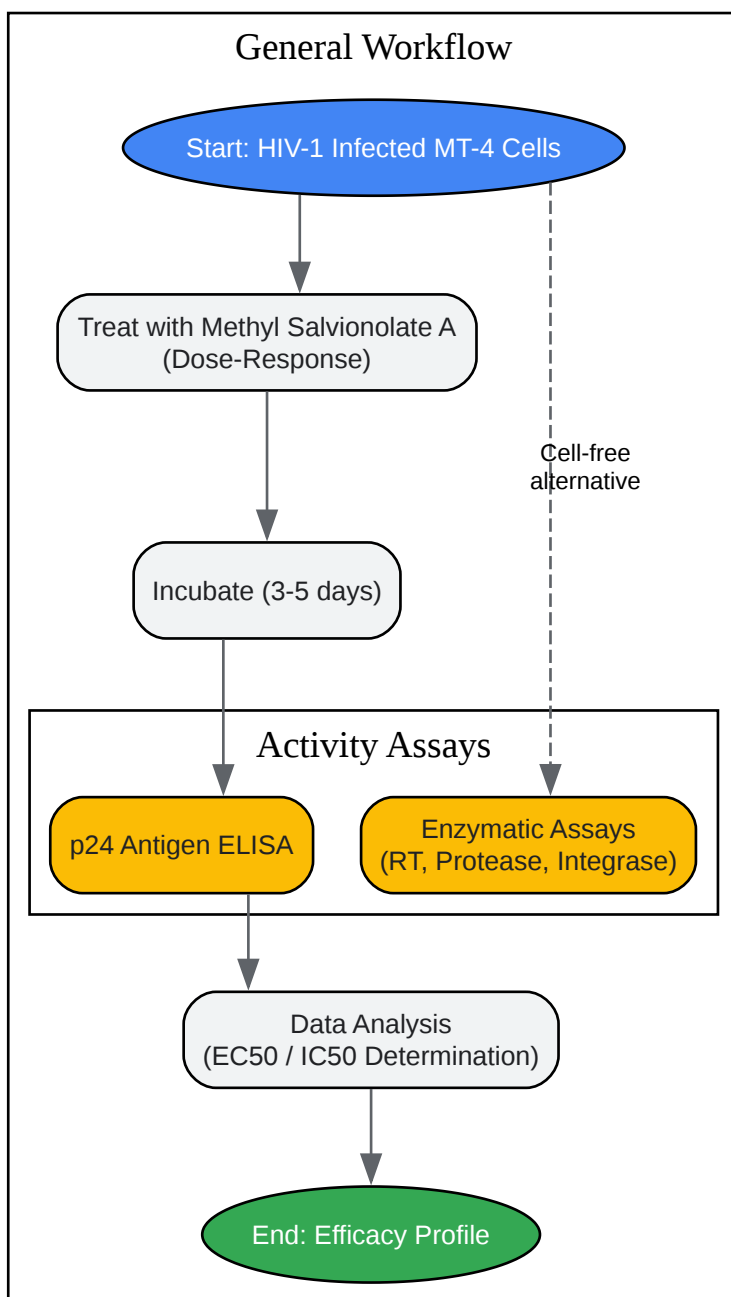 General Workflow
Start: HIV-1 Infected MT-4 Cells
Treat with Methyl Salvionolate A
(Dose-Response)
Cell-free
alternative
Incubate (3-5 days)
Activity Assays
p24 Antigen ELISA
Enzymatic Assays
(RT, Protease, Integrase)
Data Analysis
(EC50 / IC50 Determination)
End: Efficacy Profile